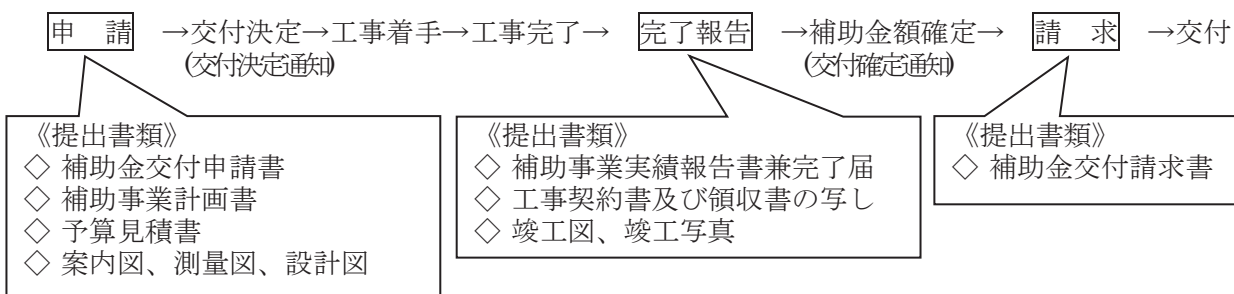 申　請　→交付決定→工事着手→工事完了→　完了報告　→補助金額確定→　請　求　→交付
(交付決定通知)　(交付確定通知)
《提出書類》
◇ 補助金交付申請書
◇ 補助事業計画書
◇ 予算見積書
◇ 案内図、測量図、設計図
《提出書類》
◇ 補助事業実績報告書兼完了届
◇ 工事契約書及び領収書の写し
◇ 竣工図、竣工写真
《提出書類》
◇ 補助金交付請求書